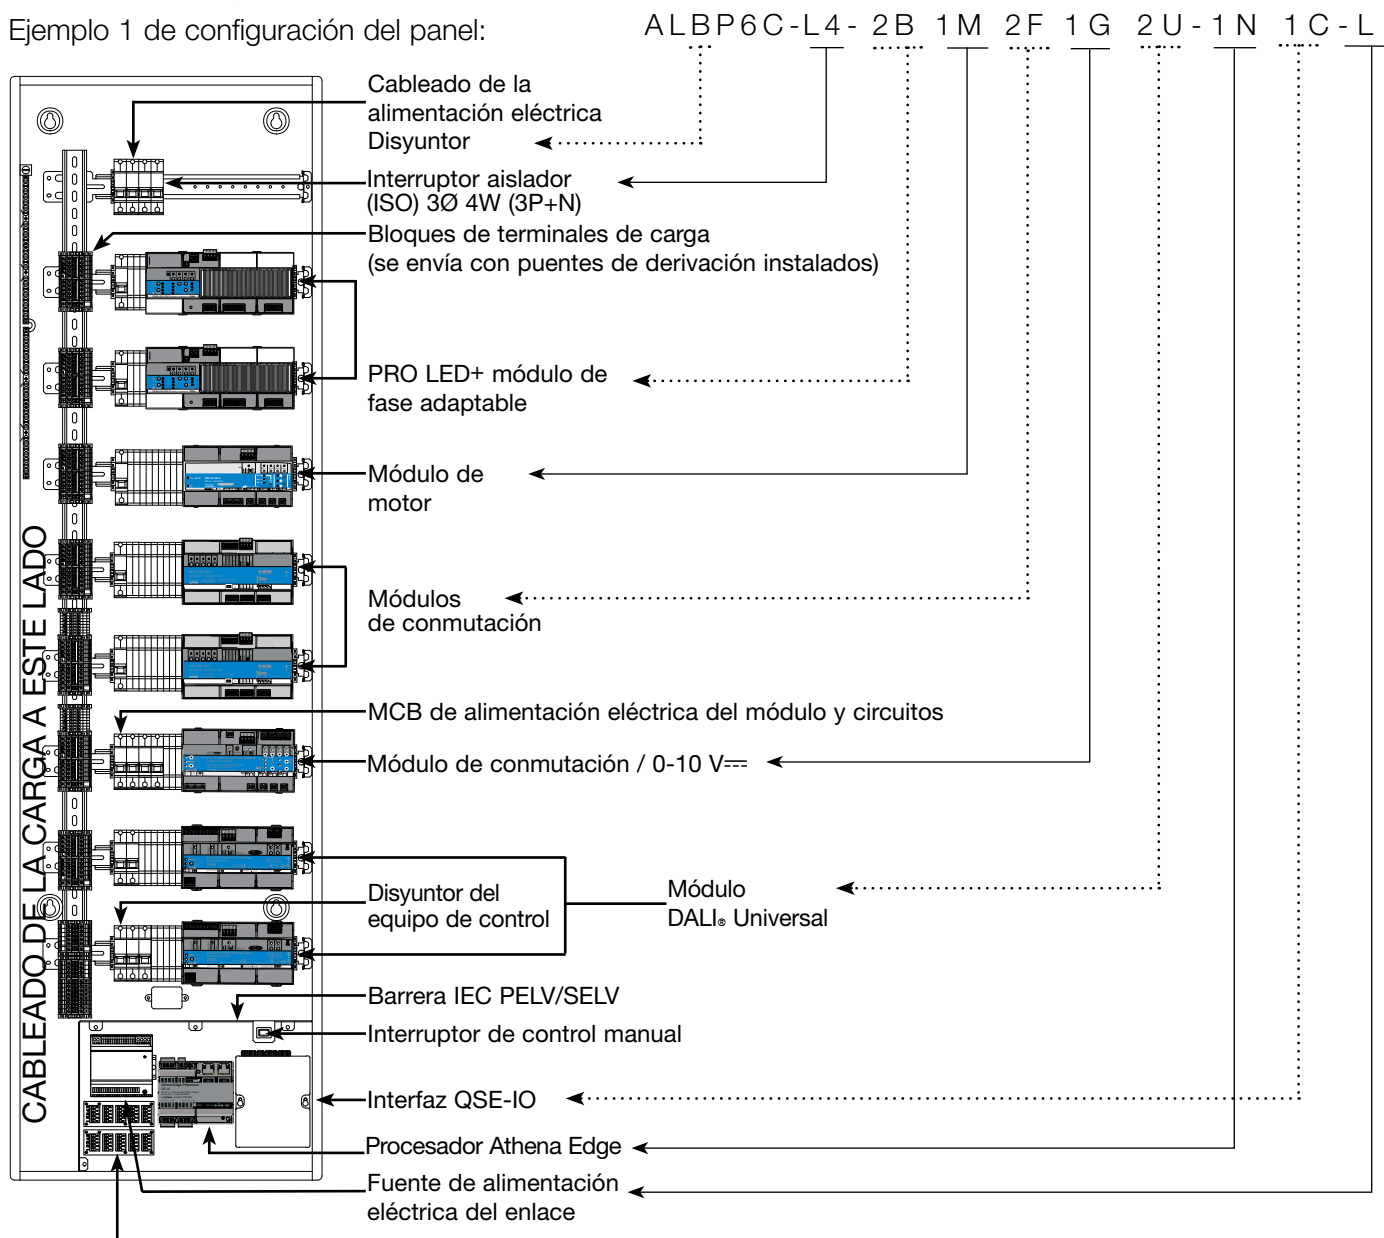 Ejemplo 1 de configuración del panel:
ALBP6C-L4-2B 1M 2F 1G 2U-1N 1C-L
Cableado de la
alimentación eléctrica
Disyuntor
Interruptor aislador
(ISO) 3Ø 4W (3P+N)
Bloques de terminales de carga
(se envía con puentes de derivación instalados)
PRO LED+ módulo de
fase adaptable
Módulo de
motor
Módulos
de conmutación
MCB de alimentación eléctrica del módulo y circuitos
Módulo de conmutación / 0-10 V⎓
Disyuntor del
equipo de control
Módulo
DALI® Universal
Barrera IEC PELV/SELV
Interruptor de control manual
Interfaz QSE-IO
Procesador Athena Edge
Fuente de alimentación
eléctrica del enlace
CABLEADO DE LA CARGA A ESTE LADO